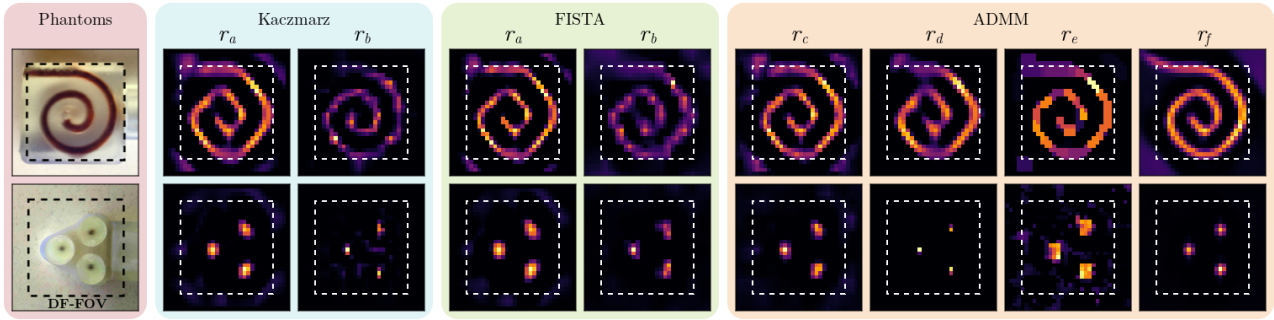 Phantoms
Kaczmarz
FISTA
ADMM
r_a
r_b
r_a
r_b
r_c
r_d
r_e
r_f
DF-FOV